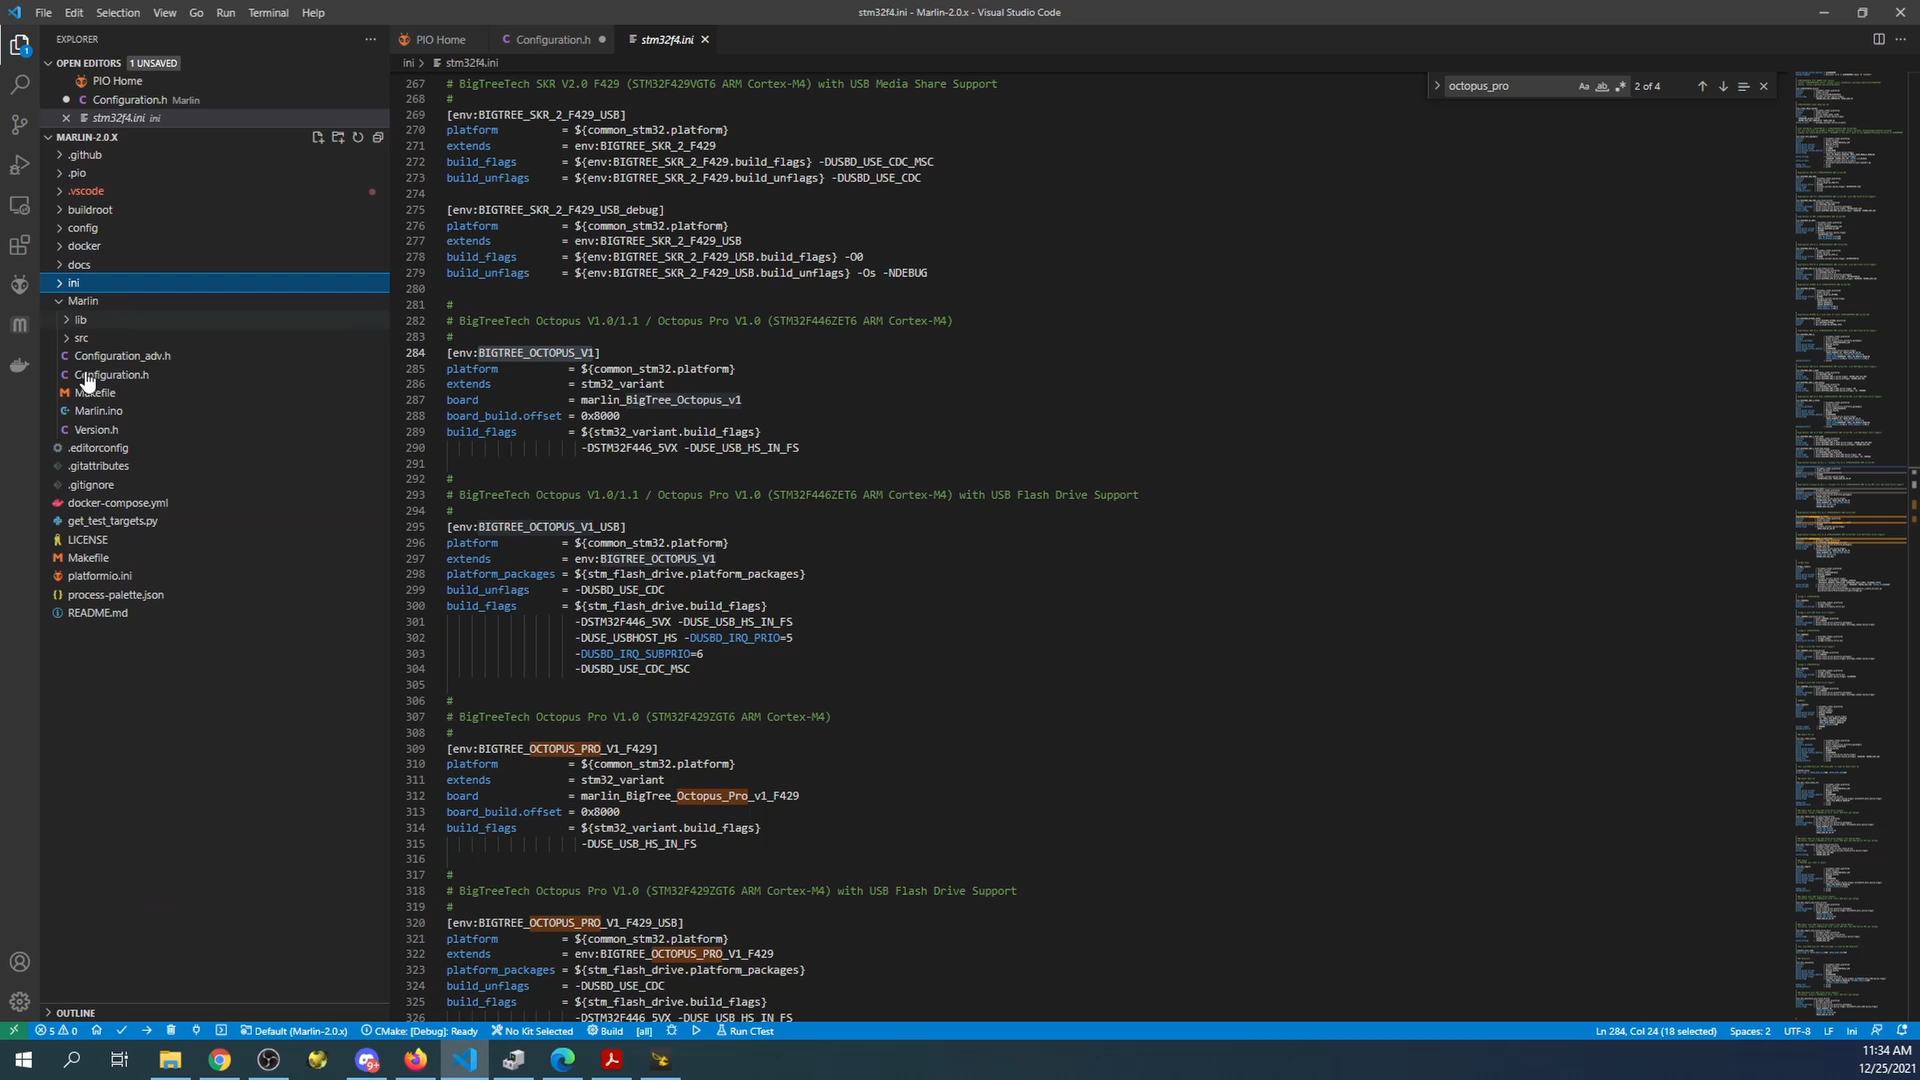 File Edit Selection View Go Run Terminal Help
stm32f4.ini - Marlin-2.0.x - Visual Studio Code
EXPLORER
OPEN EDITORS 1 UNSAVED
PIO Home
Configuration.h Marlin
stm32f4.ini ini
MARLIN-2.0.X
.github
.pio
.vscode
buildroot
config
docker
docs
ini
Marlin
lib
src
Configuration_adv.h
Configuration.h
Makefile
Marlin.ino
Version.h
.editorconfig
.gitattributes
.gitignore
docker-compose.yml
get_test_targets.py
LICENSE
Makefile
platformio.ini
process-palette.json
README.md
OUTLINE
PIO Home
Configuration.h
stm32f4.ini
ini > stm32f4.ini
octopus_pro
2 of 4
267 # BigTreeTech SKR V2.0 F429 (STM32F429VGT6 ARM Cortex-M4) with USB Media Share Support
268 #
269 [env:BIGTREE_SKR_2_F429_USB]
270 platform = ${common_stm32.platform}
271 extends = env:BIGTREE_SKR_2_F429
272 build_flags = ${env:BIGTREE_SKR_2_F429.build_flags} -DUSBD_USE_CDC_MSC
273 build_unflags = ${env:BIGTREE_SKR_2_F429.build_unflags} -DUSBD_USE_CDC
274
275 [env:BIGTREE_SKR_2_F429_USB_debug]
276 platform = ${common_stm32.platform}
277 extends = env:BIGTREE_SKR_2_F429_USB
278 build_flags = ${env:BIGTREE_SKR_2_F429_USB.build_flags} -O0
279 build_unflags = ${env:BIGTREE_SKR_2_F429_USB.build_unflags} -Os -NDEBUG
280
281 #
282 # BigTreeTech Octopus V1.0/1.1 / Octopus Pro V1.0 (STM32F446ZET6 ARM Cortex-M4)
283 #
284 [env:BIGTREE_OCTOPUS_V1]
285 platform = ${common_stm32.platform}
286 extends = stm32_variant
287 board = marlin_BigTree_Octopus_v1
288 board_build.offset = 0x8000
289 build_flags = ${stm32_variant.build_flags}
290 -DSTM32F446_5VX -DUSE_USB_HS_IN_FS
291
292 #
293 # BigTreeTech Octopus V1.0/1.1 / Octopus Pro V1.0 (STM32F446ZET6 ARM Cortex-M4) with USB Flash Drive Support
294 #
295 [env:BIGTREE_OCTOPUS_V1_USB]
296 platform = ${common_stm32.platform}
297 extends = env:BIGTREE_OCTOPUS_V1
298 platform_packages = ${stm_flash_drive.platform_packages}
299 build_unflags = -DUSBD_USE_CDC
300 build_flags = ${stm_flash_drive.build_flags}
301 -DSTM32F446_5VX -DUSE_USB_HS_IN_FS
302 -DUSE_USBHOST_HS -DUSBD_IRQ_PRIO=5
303 -DUSBD_IRQ_SUBPRIO=6
304 -DUSBD_USE_CDC_MSC
305
306 #
307 # BigTreeTech Octopus Pro V1.0 (STM32F429ZGT6 ARM Cortex-M4)
308 #
309 [env:BIGTREE_OCTOPUS_PRO_V1_F429]
310 platform = ${common_stm32.platform}
311 extends = stm32_variant
312 board = marlin_BigTree_Octopus_Pro_v1_F429
313 board_build.offset = 0x8000
314 build_flags = ${stm32_variant.build_flags}
315 -DUSE_USB_HS_IN_FS
316
317 #
318 # BigTreeTech Octopus Pro V1.0 (STM32F429ZGT6 ARM Cortex-M4) with USB Flash Drive Support
319 #
320 [env:BIGTREE_OCTOPUS_PRO_V1_F429_USB]
321 platform = ${common_stm32.platform}
322 extends = env:BIGTREE_OCTOPUS_PRO_V1_F429
323 platform_packages = ${stm_flash_drive.platform_packages}
324 build_unflags = -DUSBD_USE_CDC
325 build_flags = ${stm_flash_drive.build_flags}
326 -DSTM32F446_5VX -DUSE_USB_HS_IN_FS
5 0 Default (Marlin-2.0.x) CMake: [Debug]: Ready No Kit Selected Build [all] Run CTest
Ln 284, Col 24 (18 selected) Spaces: 2 UTF-8 LF Ini
11:34 AM
12/25/2021